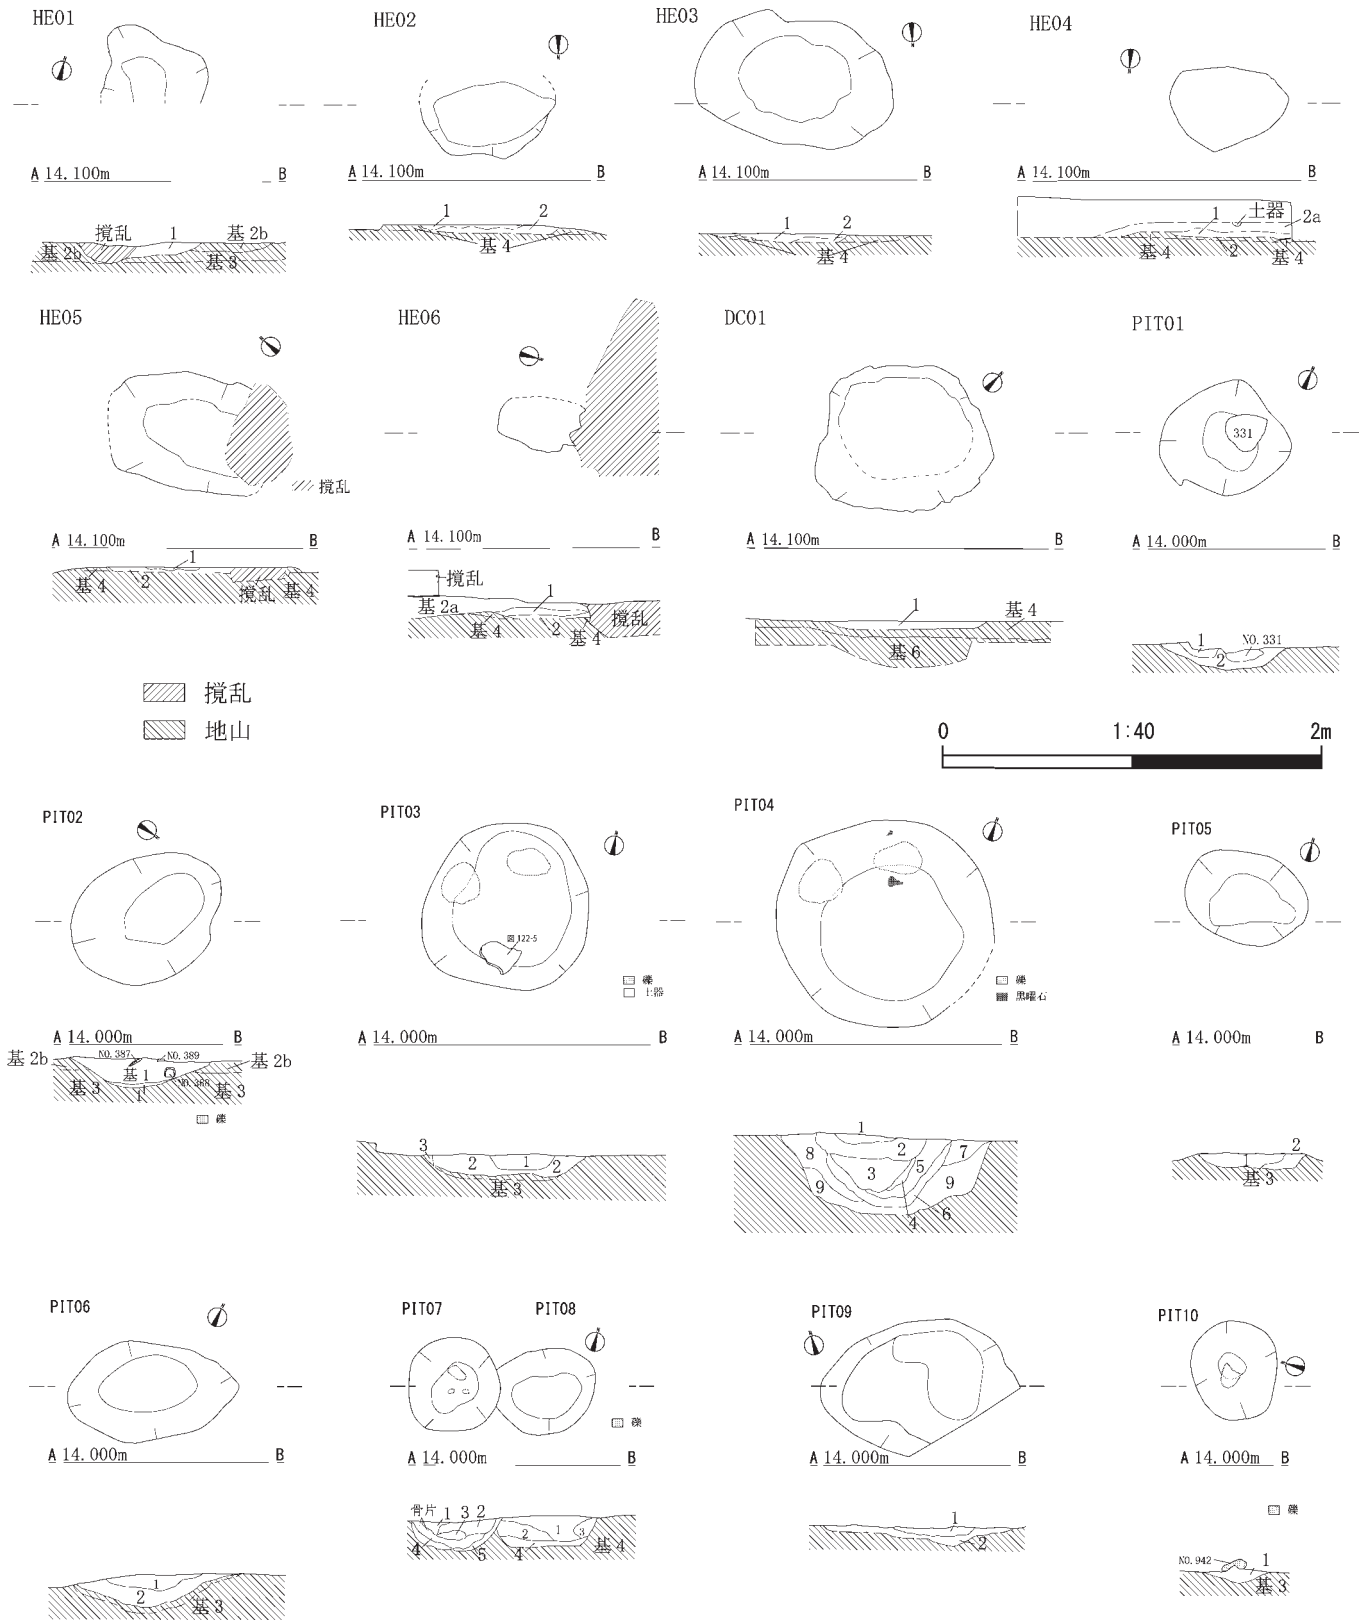 HE01
HE02
HE03
HE04
A 14.100m B
A 14.100m B
A 14.100m B
A 14.100m B
撹乱 1 基2b
基2b 基3
1 2
基4
1 2
基4
1 土器 2a
基4 2 基4
HE05
HE06
DC01
PIT01
331
撹乱
A 14.100m B
A 14.100m B
A 14.100m B
A 14.000m B
1
基4 2 撹乱 基4
撹乱
基2a 1
基4 2 基4 撹乱
1 基4
基6
1 NO.331
2
撹乱
地山
0 1:40 2m
PIT02
PIT03
PIT04
PIT05
図122-5
礫
土器
礫
黒曜石
A 14.000m B
A 14.000m B
A 14.000m B
A 14.000m B
基2b NO.387 NO.389 基2b
基3 基1 NO.388 基3
1
礫
3 2 1 2
基3
1
8 2 7
3 5
9 9
4 6
2
1
基3
PIT06
PIT07
PIT08
PIT09
PIT10
礫
A 14.000m B
A 14.000m B
A 14.000m B
A 14.000m B
礫
1
2 基3
骨片 1 3 2
4 5
2 1 3
4 基4
1
2
NO.942 1
基3